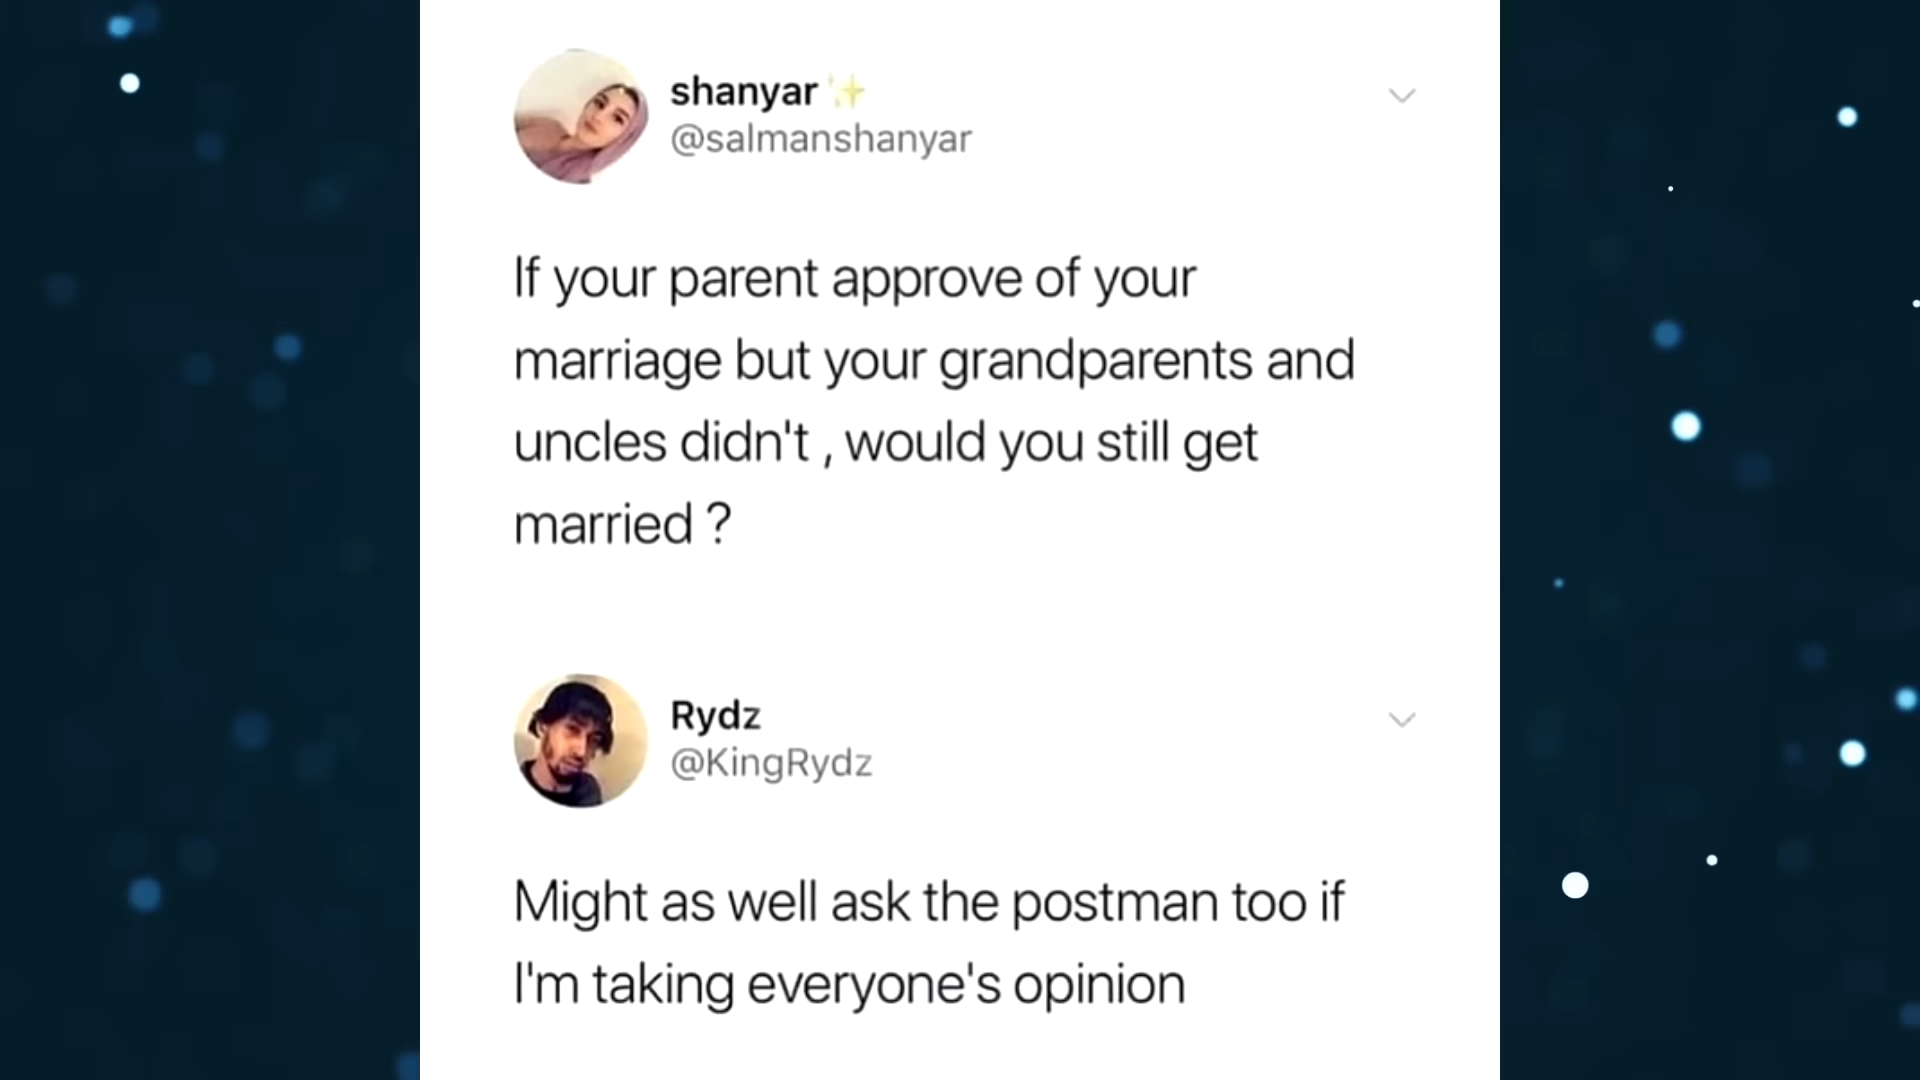 shanyar ✨
@salmanshanyar
If your parent approve of your
marriage but your grandparents and
uncles didn't , would you still get
married ?
Rydz
@KingRydz
Might as well ask the postman too if
I'm taking everyone's opinion